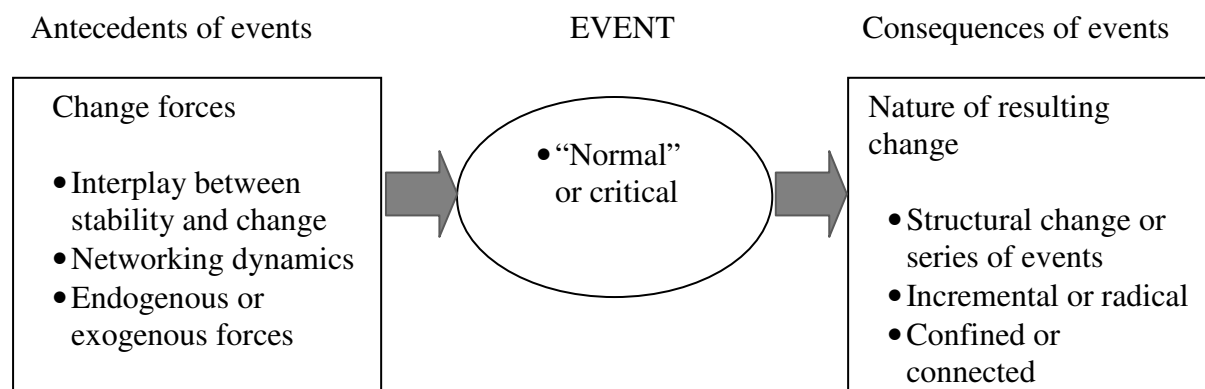 Antecedents of events
EVENT
Consequences of events
Change forces
• Interplay between
stability and change
• Networking dynamics
• Endogenous or
exogenous forces
• “Normal”
or critical
Nature of resulting
change
• Structural change or
series of events
• Incremental or radical
• Confined or
connected